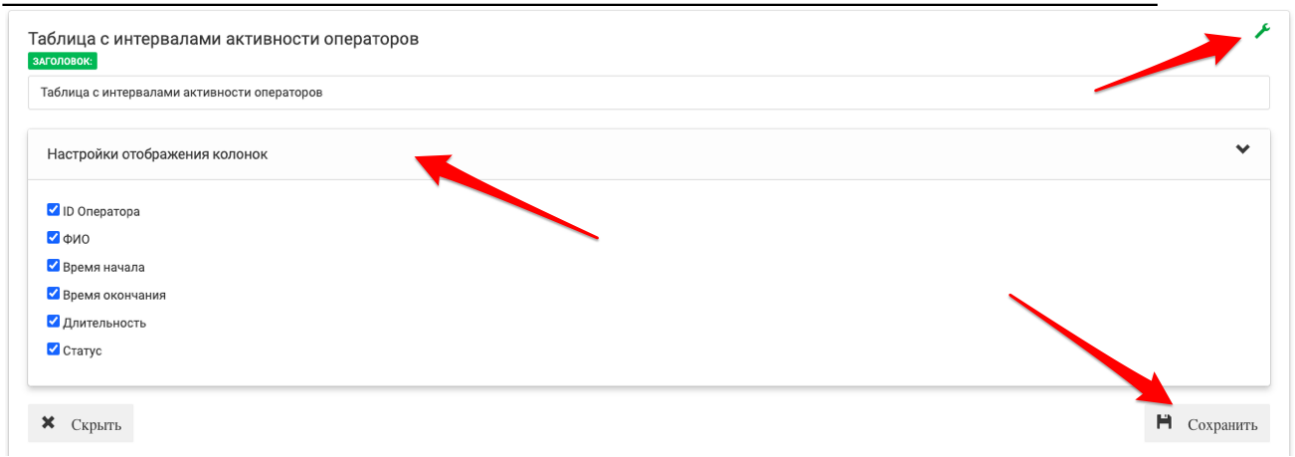 Таблица с интервалами активности операторов
ЗАГОЛОВОК:
Таблица с интервалами активности операторов
Настройки отображения колонок
ID Оператора
ФИО
Время начала
Время окончания
Длительность
Статус
Скрыть
Сохранить